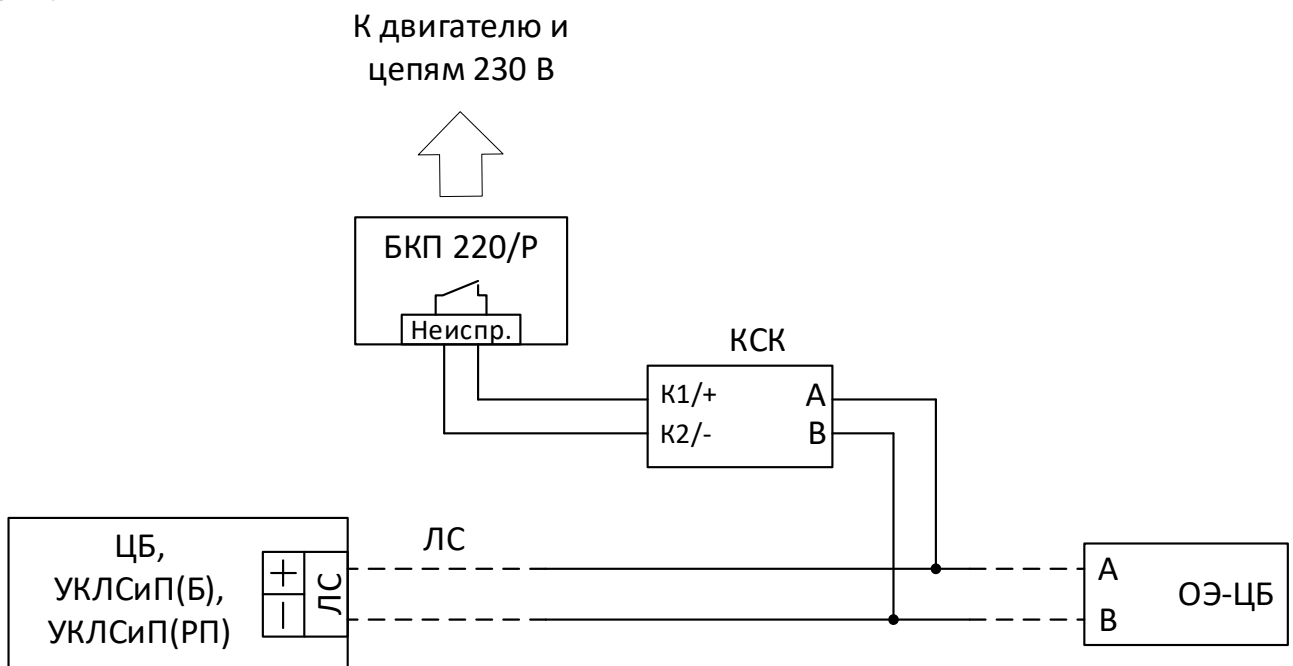 К двигателю и
цепям 230 В
БКП 220/Р
Неиспр.
КСК
К1/+ А
К2/- В
ЦБ,
УКЛСиП(Б),
УКЛСиП(РП)
+
−
ЛС
ЛС
А
В
ОЭ-ЦБ